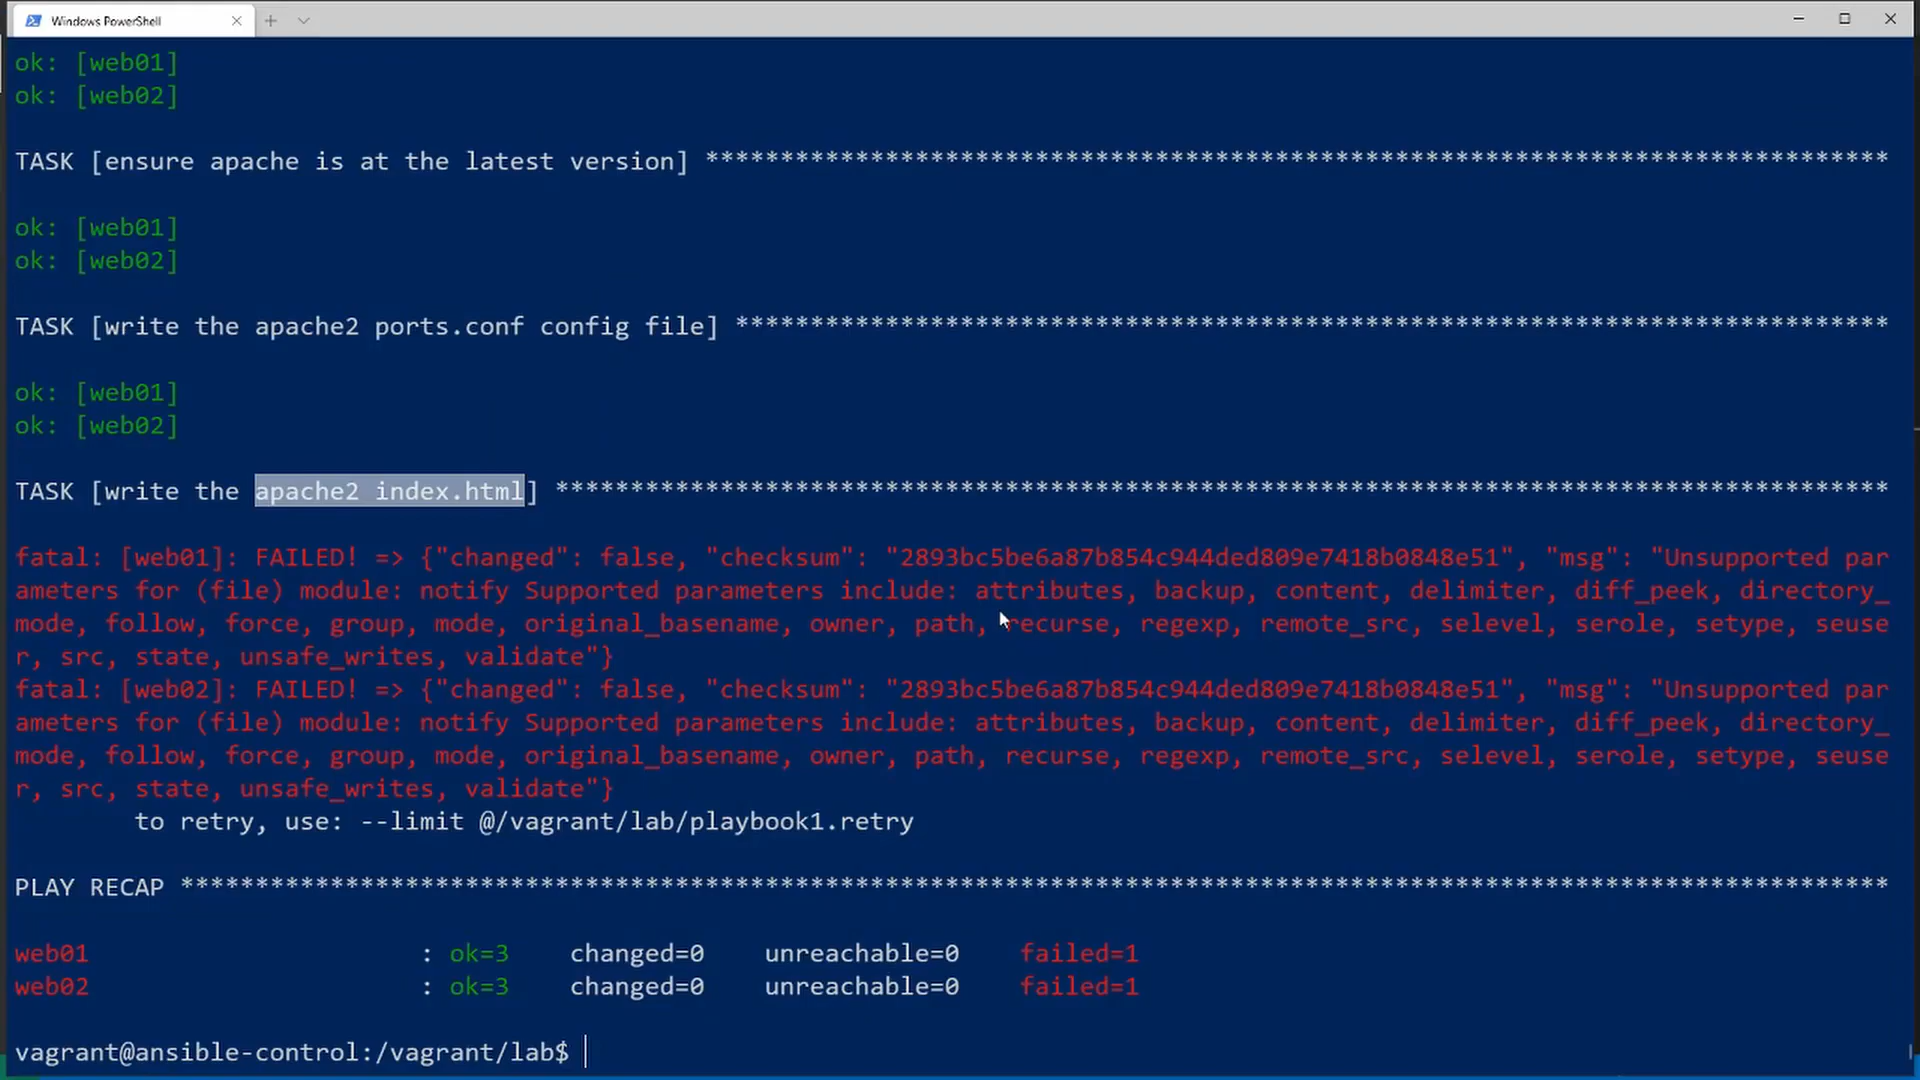 Windows PowerShell
ok: [web01]
ok: [web02]
TASK [ensure apache is at the latest version] *******************************************************************************
ok: [web01]
ok: [web02]
TASK [write the apache2 ports.conf config file] *****************************************************************************
ok: [web01]
ok: [web02]
TASK [write the apache2 index.html] *****************************************************************************************
fatal: [web01]: FAILED! => {"changed": false, "checksum": "2893bc5be6a87b854c944ded809e7418b0848e51", "msg": "Unsupported par
ameters for (file) module: notify Supported parameters include: attributes, backup, content, delimiter, diff_peek, directory_
mode, follow, force, group, mode, original_basename, owner, path, recurse, regexp, remote_src, selevel, serole, setype, seuse
r, src, state, unsafe_writes, validate"}
fatal: [web02]: FAILED! => {"changed": false, "checksum": "2893bc5be6a87b854c944ded809e7418b0848e51", "msg": "Unsupported par
ameters for (file) module: notify Supported parameters include: attributes, backup, content, delimiter, diff_peek, directory_
mode, follow, force, group, mode, original_basename, owner, path, recurse, regexp, remote_src, selevel, serole, setype, seuse
r, src, state, unsafe_writes, validate"}
to retry, use: --limit @/vagrant/lab/playbook1.retry
PLAY RECAP ******************************************************************************************************************
web01 : ok=3 changed=0 unreachable=0 failed=1
web02 : ok=3 changed=0 unreachable=0 failed=1
vagrant@ansible-control:/vagrant/lab$